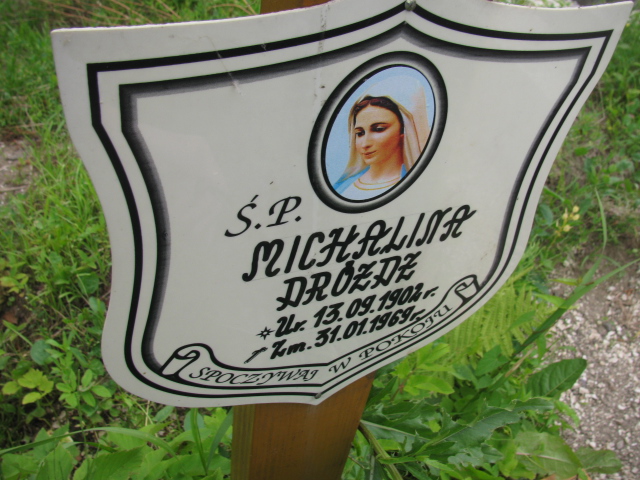 Ś.P.
MICHALINA
DRÓŻDŻ
Ur. 13.09.1902 r.
Zm. 31.01.1969 r.
SPOCZYWAJ W POKOJU